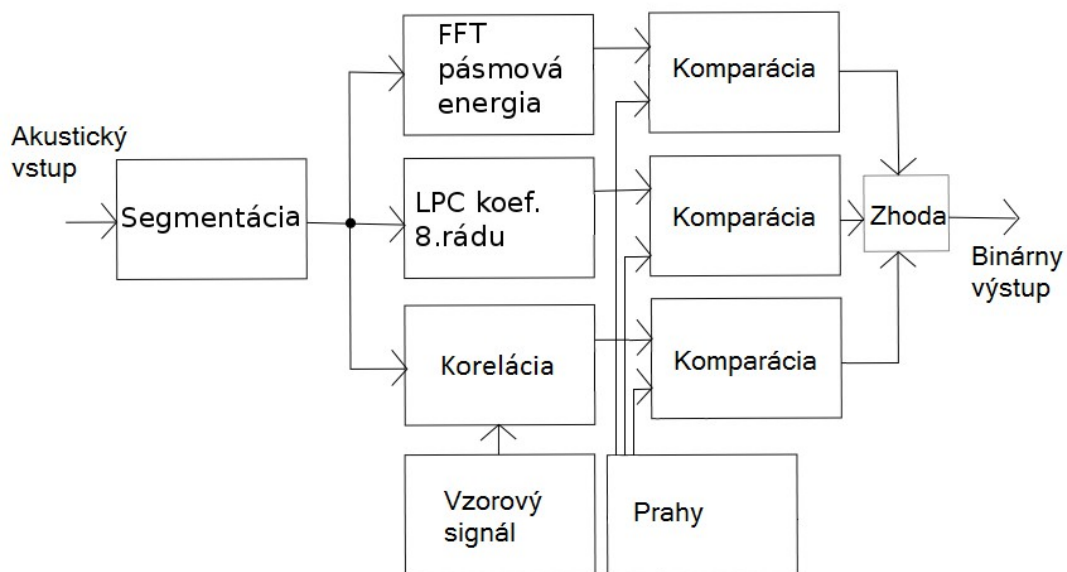 Akustický
vstup
Segmentácia
FFT
pásmová
energia
LPC koef.
8.rádu
Korelácia
Vzorový
signál
Komparácia
Komparácia
Komparácia
Prahy
Zhoda
Binárny
výstup